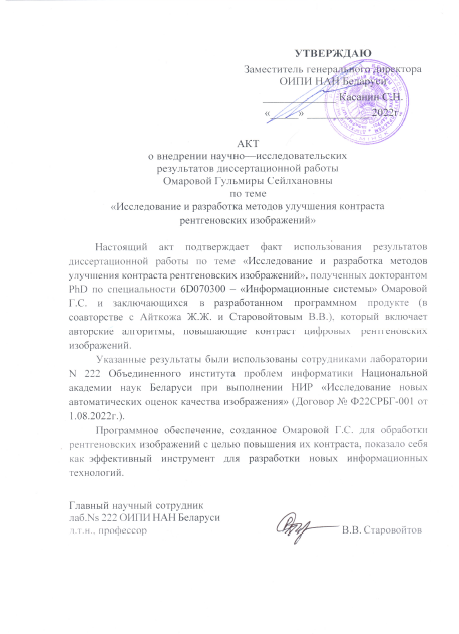 УТВЕРЖДАЮ
Заместитель генерального директора
ОИПИ НАН Беларуси
Касанин С.Н.
« » 2022г.
АКТ
о внедрении научно—исследовательских
результатов диссертационной работы
Омаровой Гульмиры Сейлхановны
по теме
«Исследование и разработка методов улучшения контраста
рентгеновских изображений»
Настоящий акт подтверждает факт использования результатов
диссертационной работы по теме «Исследование и разработка методов
улучшения контраста рентгеновских изображений», полученных докторантом
PhD по специальности 6D070300 – «Информационные системы» Омаровой
Г.С. и заключающихся в разработанном программном продукте (в
соавторстве с Айткожа Ж.Ж. и Старовойтовым В.В.), который включает
авторские алгоритмы, повышающие контраст цифровых рентгеновских
изображений.
Указанные результаты были использованы сотрудниками лаборатории
N 222 Объединенного института проблем информатики Национальной
академии наук Беларуси при выполнении НИР «Исследование новых
автоматических оценок качества изображения» (Договор № Ф22СРБГ-001 от
1.08.2022г.).
Программное обеспечение, созданное Омаровой Г.С. для обработки
рентгеновских изображений с целью повышения их контраста, показало себя
как эффективный инструмент для разработки новых информационных
технологий.
Главный научный сотрудник
лаб.Ns 222 ОИПИ НАН Беларуси
д.т.н., профессор В.В. Старовойтов